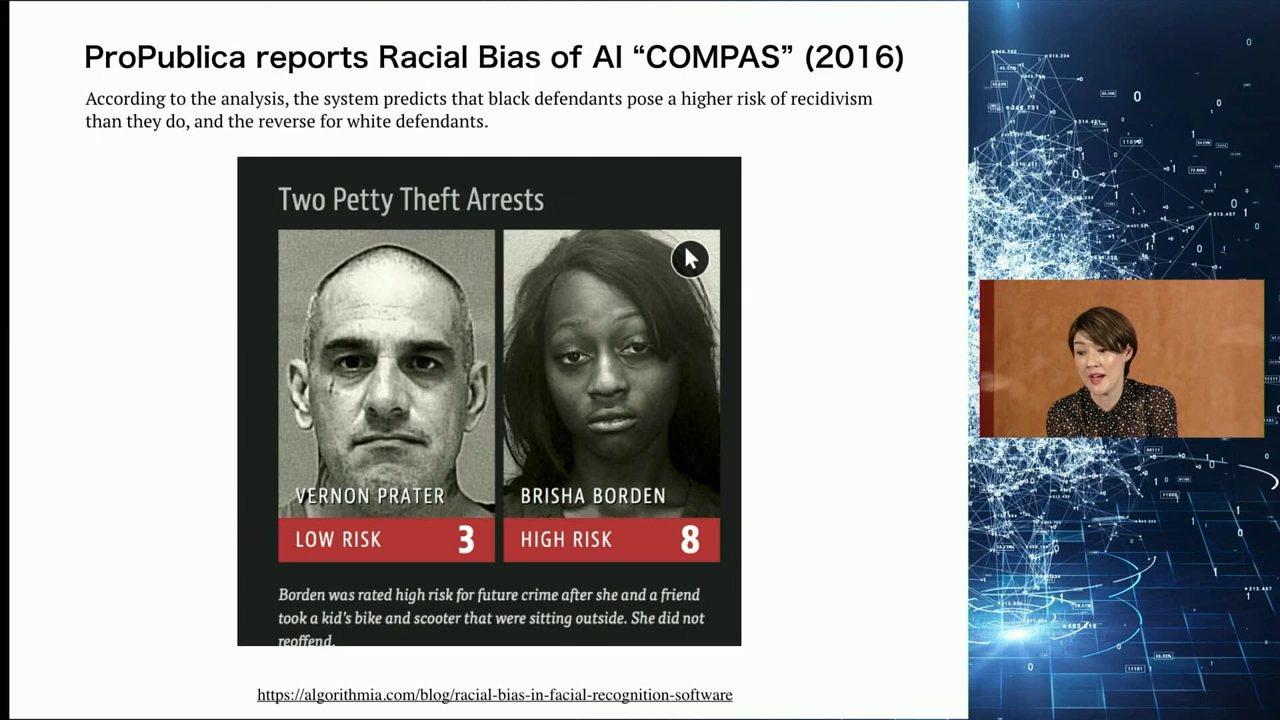 ProPublica reports Racial Bias of AI “COMPAS” (2016)
According to the analysis, the system predicts that black defendants pose a higher risk of recidivism
than they do, and the reverse for white defendants.
Two Petty Theft Arrests
VERNON PRATER
LOW RISK 3
BRISHA BORDEN
HIGH RISK 8
Borden was rated high risk for future crime after she and a friend
took a kid’s bike and scooter that were sitting outside. She did not
reoffend.
https://algorithmia.com/blog/racial-bias-in-facial-recognition-software